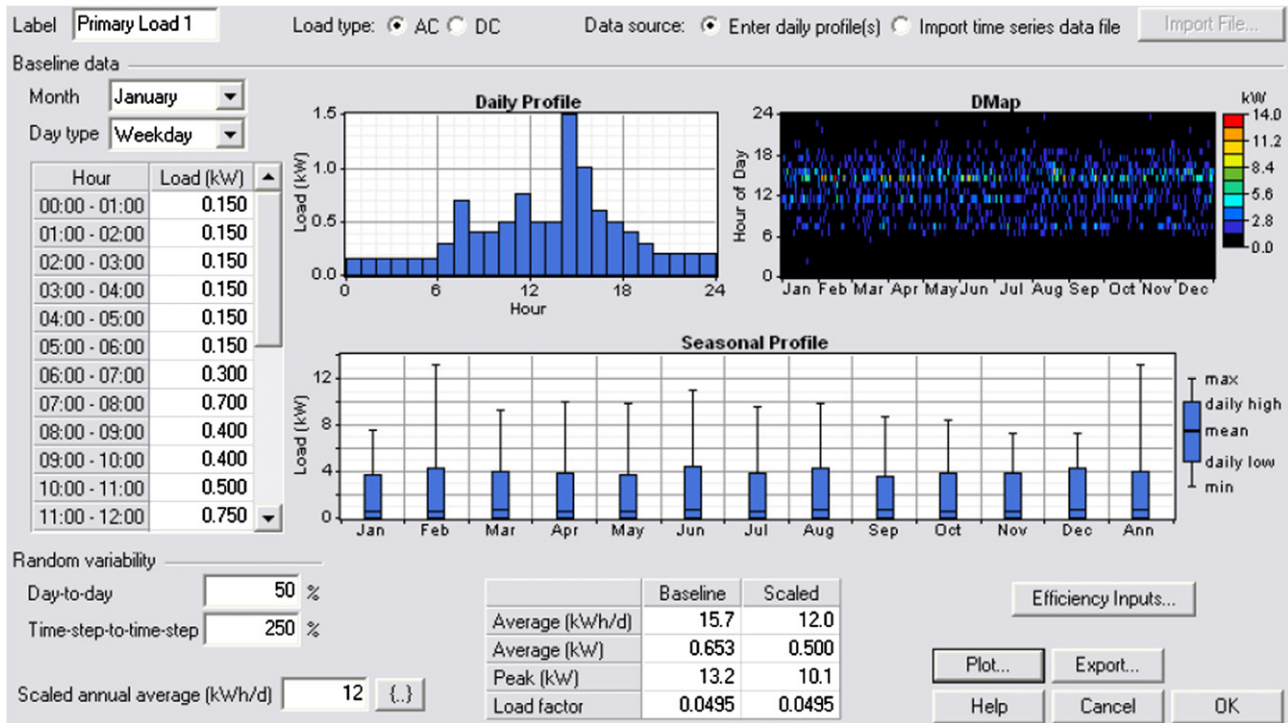 Label Primary Load 1 Load type: AC DC Data source: Enter daily profile(s) Import time series data file Import File...
Baseline data
Month January
Day type Weekday
Hour Load (kW)
00:00 - 01:00 0.150
01:00 - 02:00 0.150
02:00 - 03:00 0.150
03:00 - 04:00 0.150
04:00 - 05:00 0.150
05:00 - 06:00 0.150
06:00 - 07:00 0.300
07:00 - 08:00 0.700
08:00 - 09:00 0.400
09:00 - 10:00 0.400
10:00 - 11:00 0.500
11:00 - 12:00 0.750
Daily Profile
Load (kW)
1.5
1.0
0.5
0.0
0 6 12 18 24
Hour
DMap
Hour of Day
24
18
12
6
0
Jan Feb Mar Apr May Jun Jul Aug Sep Oct Nov Dec
kW
14.0
11.2
8.4
5.6
2.8
0.0
Seasonal Profile
Load (kW)
12
8
4
0
Jan Feb Mar Apr May Jun Jul Aug Sep Oct Nov Dec Ann
max
daily high
mean
daily low
min
Random variability
Day-to-day 50 %
Time-step-to-time-step 250 %
Scaled annual average (kWh/d) 12 {..}
Baseline Scaled
Average (kWh/d) 15.7 12.0
Average (kW) 0.653 0.500
Peak (kW) 13.2 10.1
Load factor 0.0495 0.0495
Efficiency Inputs...
Plot... Export...
Help Cancel OK